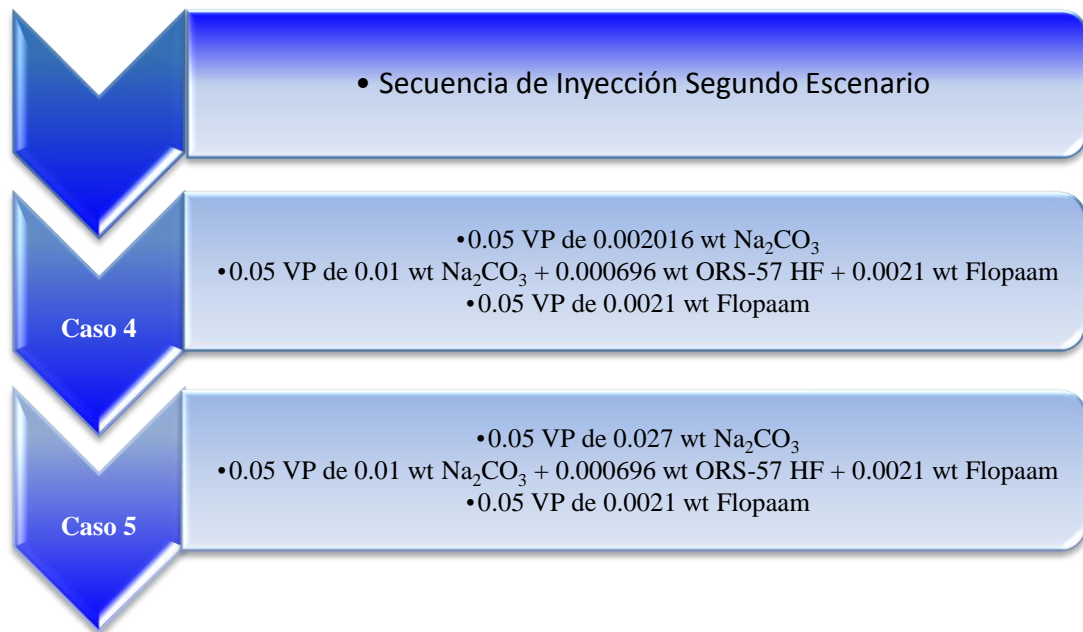 • Secuencia de Inyección Segundo Escenario
Caso 4
•0.05 VP de 0.002016 wt Na₂CO₃
•0.05 VP de 0.01 wt Na₂CO₃ + 0.000696 wt ORS-57 HF + 0.0021 wt Flopaam
•0.05 VP de 0.0021 wt Flopaam
Caso 5
•0.05 VP de 0.027 wt Na₂CO₃
•0.05 VP de 0.01 wt Na₂CO₃ + 0.000696 wt ORS-57 HF + 0.0021 wt Flopaam
•0.05 VP de 0.0021 wt Flopaam